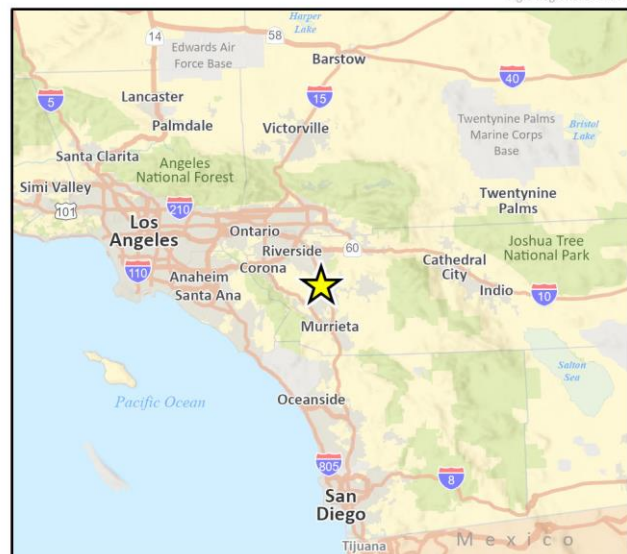 Harper
Lake
14
58
Edwards Air
Force Base
Barstow
40
5
Lancaster
15
Twentynine Palms
Marine Corps
Base
Bristol
Lake
Palmdale
Victorville
Santa Clarita
Angeles
National Forest
Simi Valley
Twentynine
Palms
101
210
Los
Angeles
Ontario
Riverside
60
Joshua Tree
National Park
110
Anaheim
Corona
Cathedral
City
Santa Ana
Indio
10
Murrieta
Salton
Sea
Pacific Ocean
Oceanside
805
8
San
Diego
Mexico
Tijuana